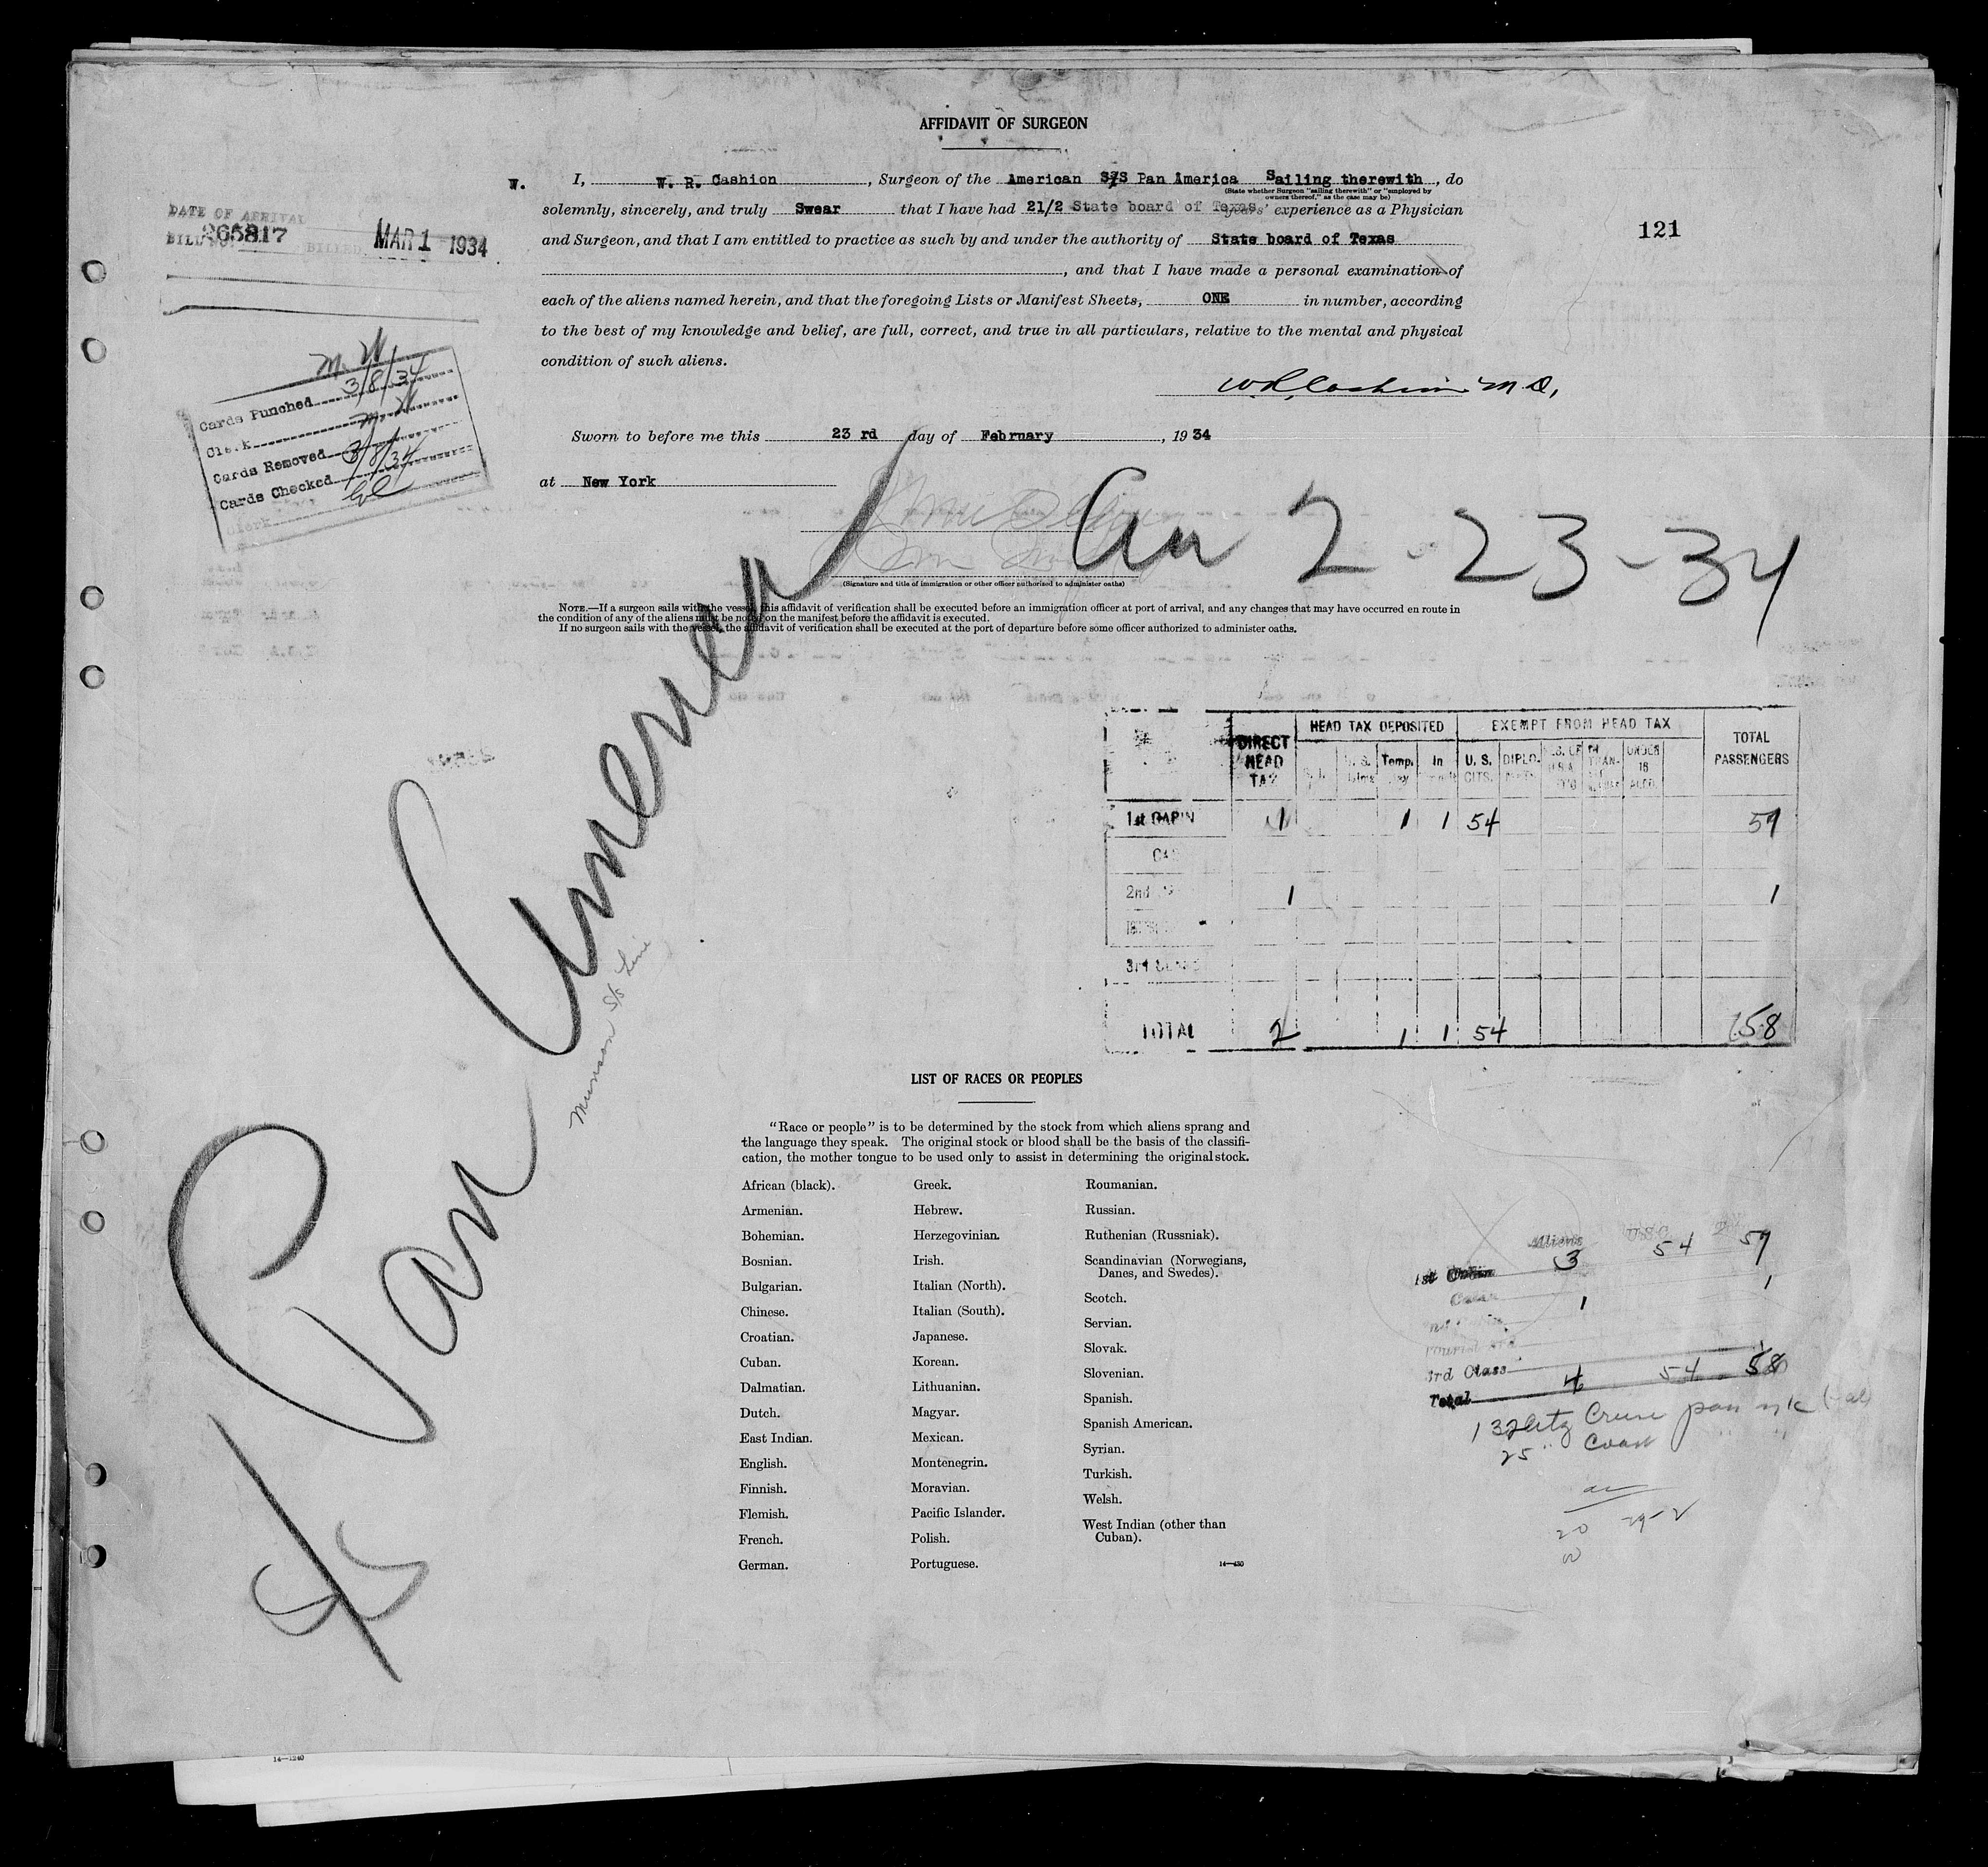 AFFIDAVIT OF SURGEON
W. I, W. R. Cashion, Surgeon of the American S/S Pan America Sailing therewith, do
(State whether Surgeon "sailing therewith" or "employed by
owners thereof," as the case may be)
solemnly, sincerely, and truly Swear that I have had 21/2 State board of Texas years' experience as a Physician
and Surgeon, and that I am entitled to practice as such by and under the authority of State board of Texas
, and that I have made a personal examination of
each of the aliens named herein, and that the foregoing Lists or Manifest Sheets, ONE in number, according
to the best of my knowledge and belief, are full, correct, and true in all particulars, relative to the mental and physical
condition of such aliens.
W R Cashion M.D.,
Sworn to before me this 23 rd day of February, 1934
at New York
(Signature and title of immigration or other officer authorized to administer oaths)
NOTE.—If a surgeon sails with the vessel, this affidavit of verification shall be executed before an immigration officer at port of arrival, and any changes that may have occurred en route in
the condition of any of the aliens must be noted on the manifest before the affidavit is executed.
If no surgeon sails with the vessel, the affidavit of verification shall be executed at the port of departure before some officer authorized to administer oaths.
DATE OF ARRIVAL
265817
BILL NO. BILLED MAR 1 1934
121
M. W.
Cards Punched 3/8/34
Clerk M. W
Cards Removed 3/8/34
Cards Checked
Clerk
Arr 2-23-34
S/S Pan America
Munson S/S Line
DIRECT HEAD TAX HEAD TAX DEPOSITED EXEMPT FROM HEAD TAX TOTAL PASSENGERS
Temp. In U. S. CITS. DIPLO. UNDER 16
1st CABIN 1 1 1 54 57
2nd 1 1
3rd
TOTAL 2 1 1 54 58
LIST OF RACES OR PEOPLES
"Race or people" is to be determined by the stock from which aliens sprang and
the language they speak. The original stock or blood shall be the basis of the classifi-
cation, the mother tongue to be used only to assist in determining the original stock.
African (black).
Armenian.
Bohemian.
Bosnian.
Bulgarian.
Chinese.
Croatian.
Cuban.
Dalmatian.
Dutch.
East Indian.
English.
Finnish.
Flemish.
French.
German.
Greek.
Hebrew.
Herzegovinian.
Irish.
Italian (North).
Italian (South).
Japanese.
Korean.
Lithuanian.
Magyar.
Mexican.
Montenegrin.
Moravian.
Pacific Islander.
Polish.
Portuguese.
Roumanian.
Russian.
Ruthenian (Russniak).
Scandinavian (Norwegians,
Danes, and Swedes).
Scotch.
Servian.
Slovak.
Slovenian.
Spanish.
Spanish American.
Syrian.
Turkish.
Welsh.
West Indian (other than
Cuban).
14—430
Aliens U.S.C.
1st Cabin 3 54 57
Cabin 1 1
3rd Class
Total 4 54 58
25 " Coast
14—1240